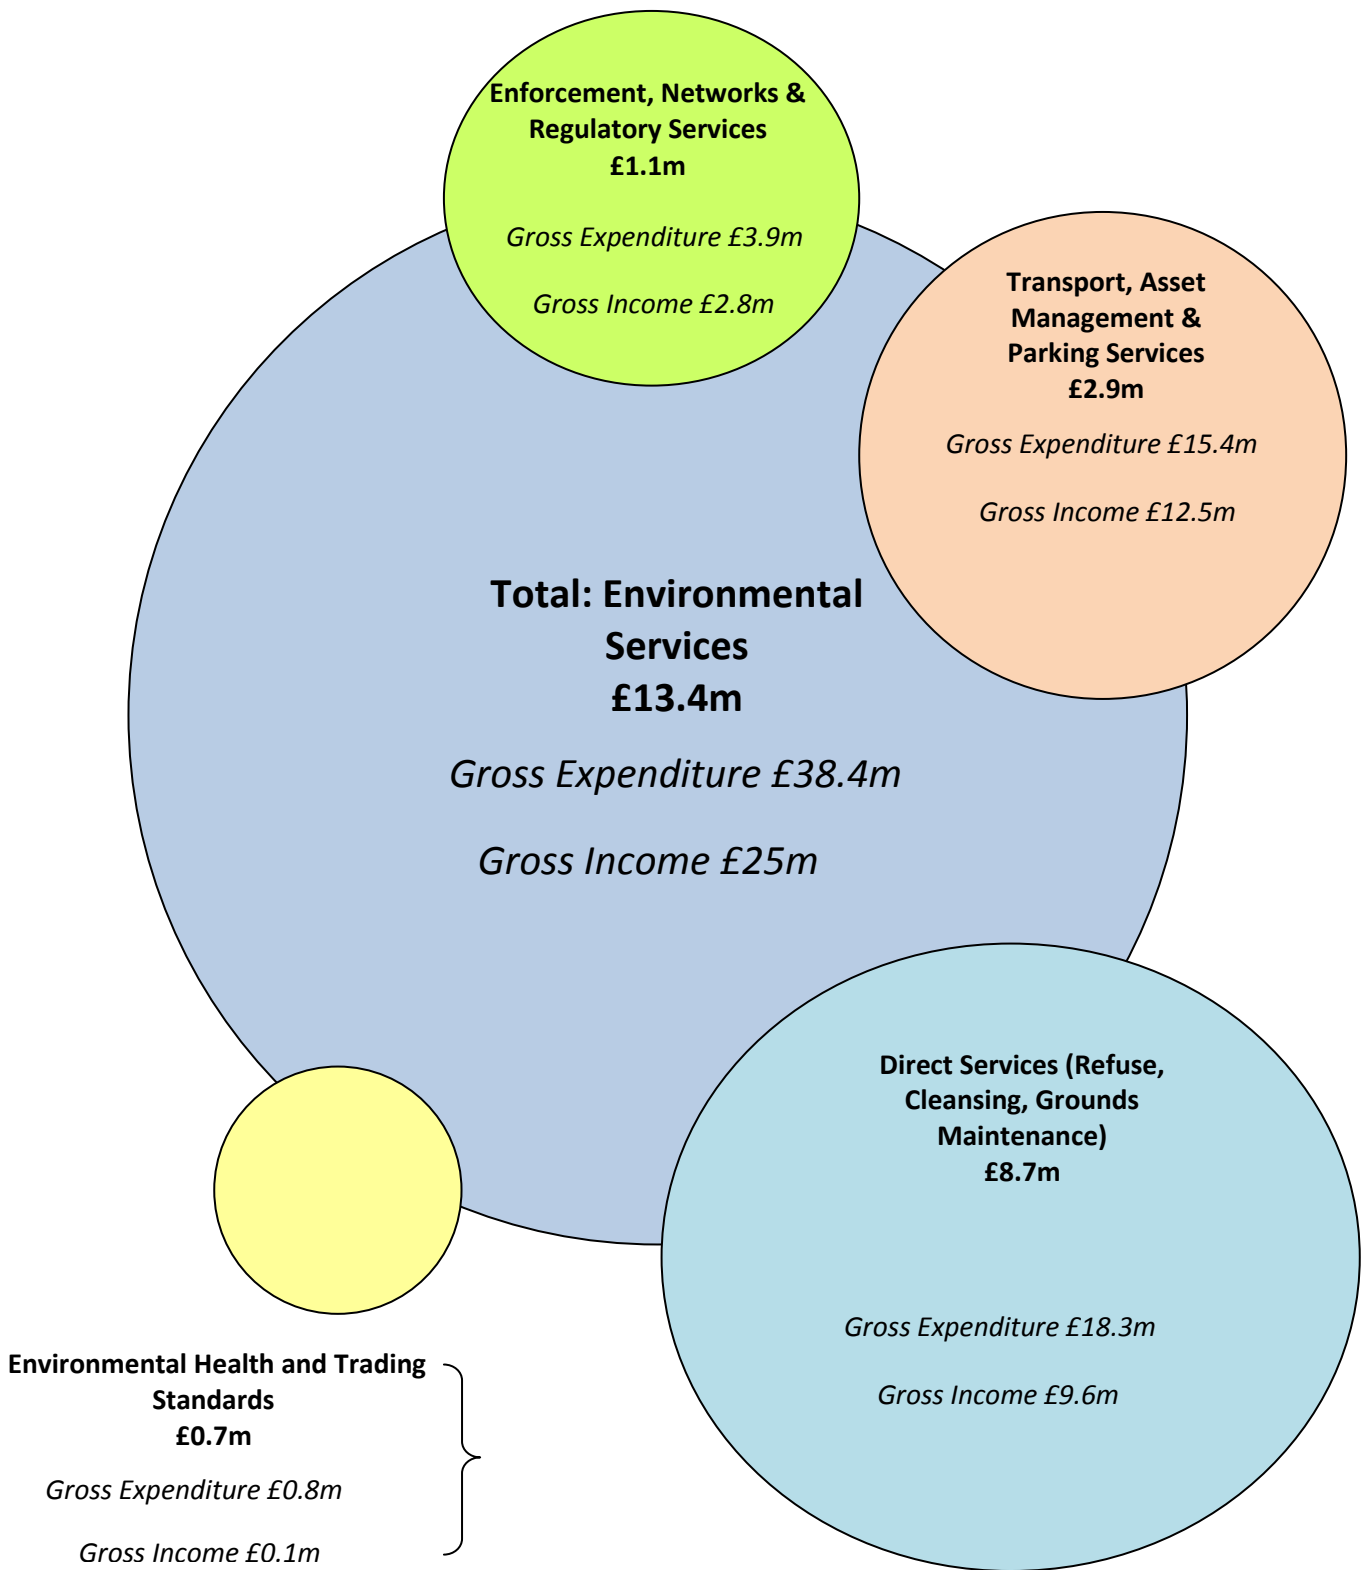 Enforcement, Networks &
Regulatory Services
£1.1m
Gross Expenditure £3.9m
Gross Income £2.8m
Transport, Asset
Management &
Parking Services
£2.9m
Gross Expenditure £15.4m
Gross Income £12.5m
Total: Environmental
Services
£13.4m
Gross Expenditure £38.4m
Gross Income £25m
Direct Services (Refuse,
Cleansing, Grounds
Maintenance)
£8.7m
Gross Expenditure £18.3m
Gross Income £9.6m
Environmental Health and Trading
Standards
£0.7m
Gross Expenditure £0.8m
Gross Income £0.1m